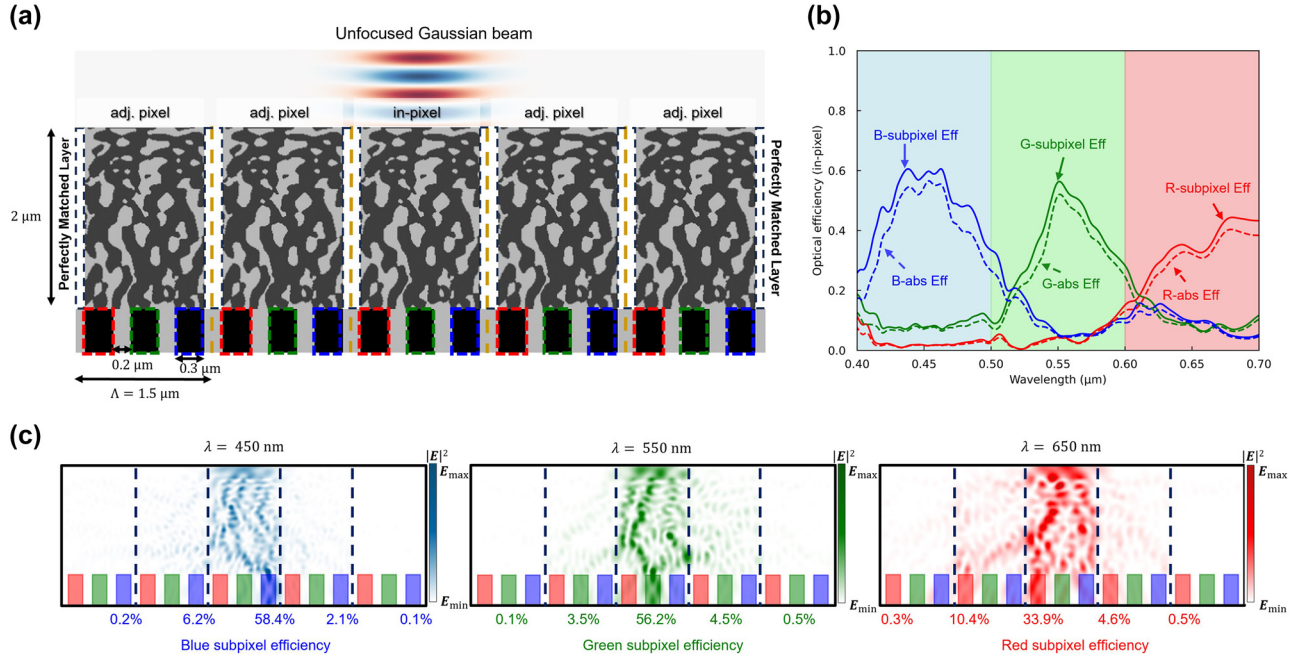 (a)
Unfocused Gaussian beam
adj. pixel
adj. pixel
in-pixel
adj. pixel
adj. pixel
Perfectly Matched Layer
Perfectly Matched Layer
2 μm
0.2 μm
0.3 μm
Λ = 1.5 μm
(b)
Optical efficiency (in-pixel)
1.0
0.8
0.6
0.4
0.2
0.0
B-subpixel Eff
G-subpixel Eff
R-subpixel Eff
B-abs Eff
G-abs Eff
R-abs Eff
0.40
0.45
0.50
0.55
0.60
0.65
0.70
Wavelength (μm)
(c)
λ = 450 nm
|E|²
Emax
Emin
0.2%
6.2%
58.4%
2.1%
0.1%
Blue subpixel efficiency
λ = 550 nm
|E|²
Emax
Emin
0.1%
3.5%
56.2%
4.5%
0.5%
Green subpixel efficiency
λ = 650 nm
|E|²
Emax
Emin
0.3%
10.4%
33.9%
4.6%
0.5%
Red subpixel efficiency